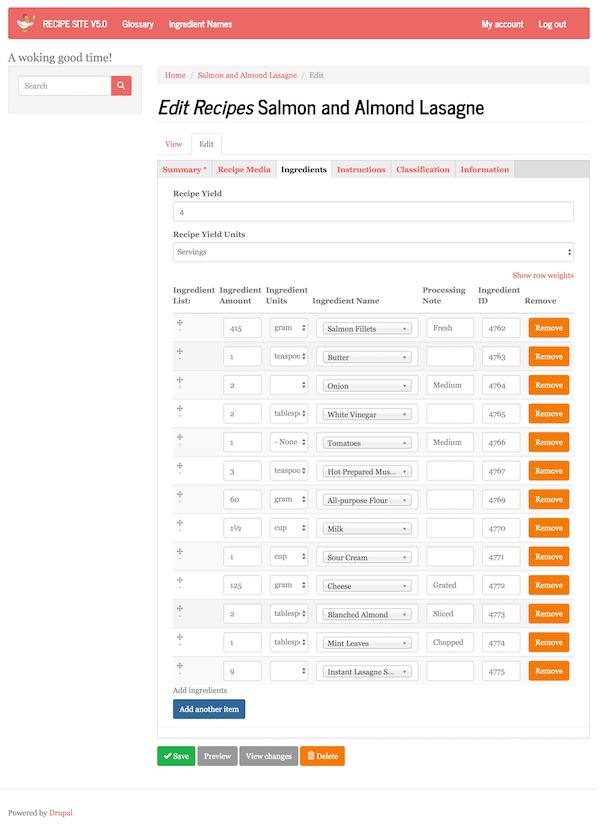 RECIPE SITE V5.0 Glossary Ingredient Names My account Log out
A woking good time!
Search
Home / Salmon and Almond Lasagne / Edit
Edit Recipes Salmon and Almond Lasagne
View Edit
Summary * Recipe Media Ingredients Instructions Classification Information
Recipe Yield
4
Recipe Yield Units
Servings
Show row weights
Ingredient List: Ingredient Amount Ingredient Units Ingredient Name Processing Note Ingredient ID Remove
415 gram Salmon Fillets Fresh 4762 Remove
1 teaspoo Butter 4763 Remove
2 Onion Medium 4764 Remove
2 tablesp White Vinegar 4765 Remove
1 - None Tomatoes Medium 4766 Remove
3 teaspoo Hot Prepared Mus... 4767 Remove
60 gram All-purpose Flour 4769 Remove
1½ cup Milk 4770 Remove
1 cup Sour Cream 4771 Remove
125 gram Cheese Grated 4772 Remove
2 tablesp Blanched Almond Sliced 4773 Remove
1 tablesp Mint Leaves Chopped 4774 Remove
9 Instant Lasagne S... 4775 Remove
Add ingredients
Add another item
Save Preview View changes Delete
Powered by Drupal